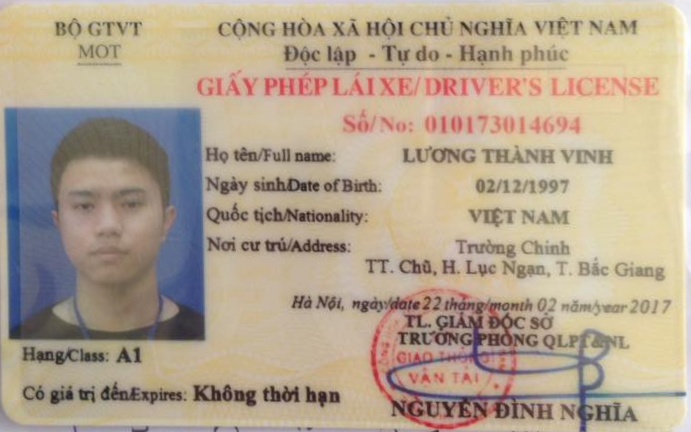 BỘ GTVT
MOT
CỘNG HÒA XÃ HỘI CHỦ NGHĨA VIỆT NAM
Độc lập - Tự do - Hạnh phúc
GIẤY PHÉP LÁI XE/DRIVER'S LICENSE
Số/No: 010173014694
Họ tên/Full name: LƯƠNG THÀNH VINH
Ngày sinh/Date of Birth: 02/12/1997
Quốc tịch/Nationality: VIỆT NAM
Nơi cư trú/Address: Trường Chinh
TT. Chũ, H. Lục Ngạn, T. Bắc Giang
Hà Nội, ngày/date 22 tháng/month 02 năm/year 2017
TL. GIÁM ĐỐC SỞ
TRƯỞNG PHÒNG QLPT&NL
GIAO THÔNG
VẬN TẢI
Hạng/Class: A1
Có giá trị đến/Expires: Không thời hạn
NGUYỄN ĐÌNH NGHĨA